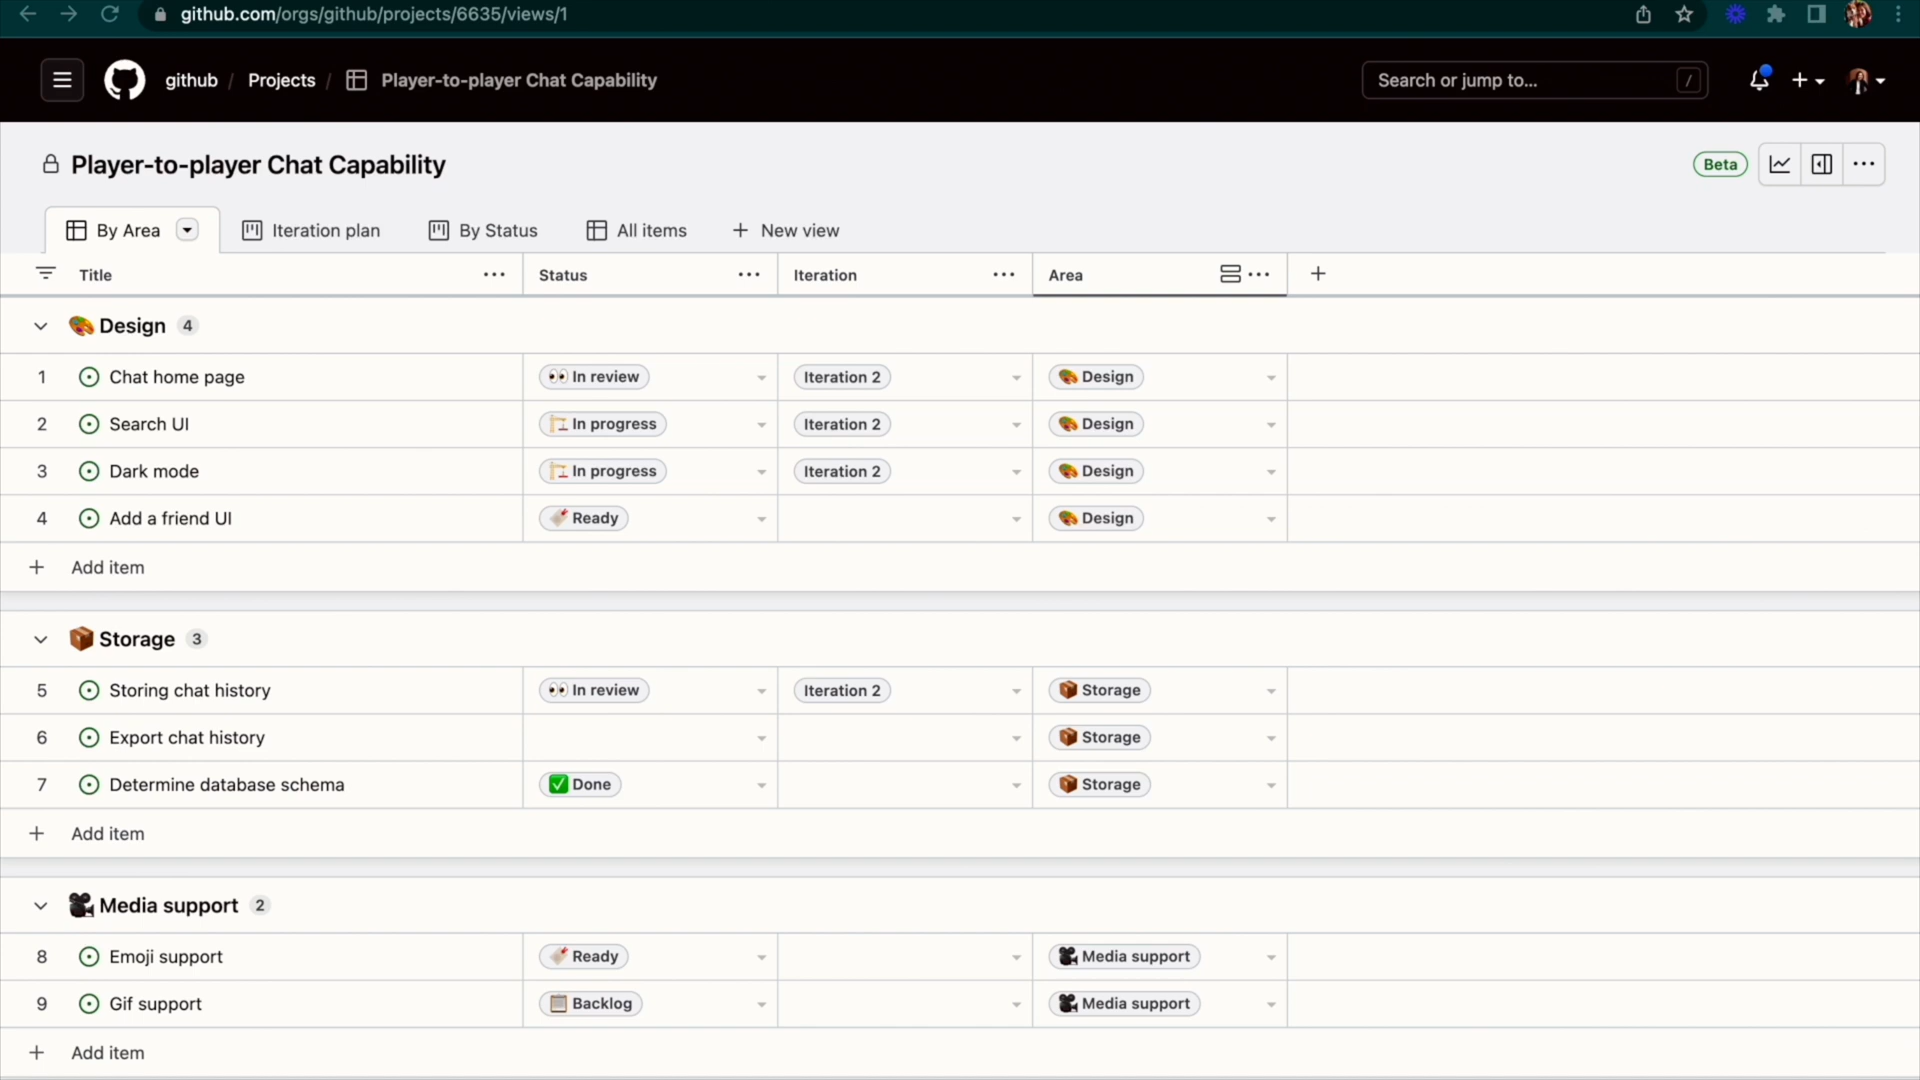 github.com/orgs/github/projects/6635/views/1
github / Projects / Player-to-player Chat Capability Search or jump to... /
Player-to-player Chat Capability Beta
By Area Iteration plan By Status All items New view
Title Status Iteration Area
Design 4
1 Chat home page In review Iteration 2 Design
2 Search UI In progress Iteration 2 Design
3 Dark mode In progress Iteration 2 Design
4 Add a friend UI Ready Design
Add item
Storage 3
5 Storing chat history In review Iteration 2 Storage
6 Export chat history Storage
7 Determine database schema Done Storage
Add item
Media support 2
8 Emoji support Ready Media support
9 Gif support Backlog Media support
Add item